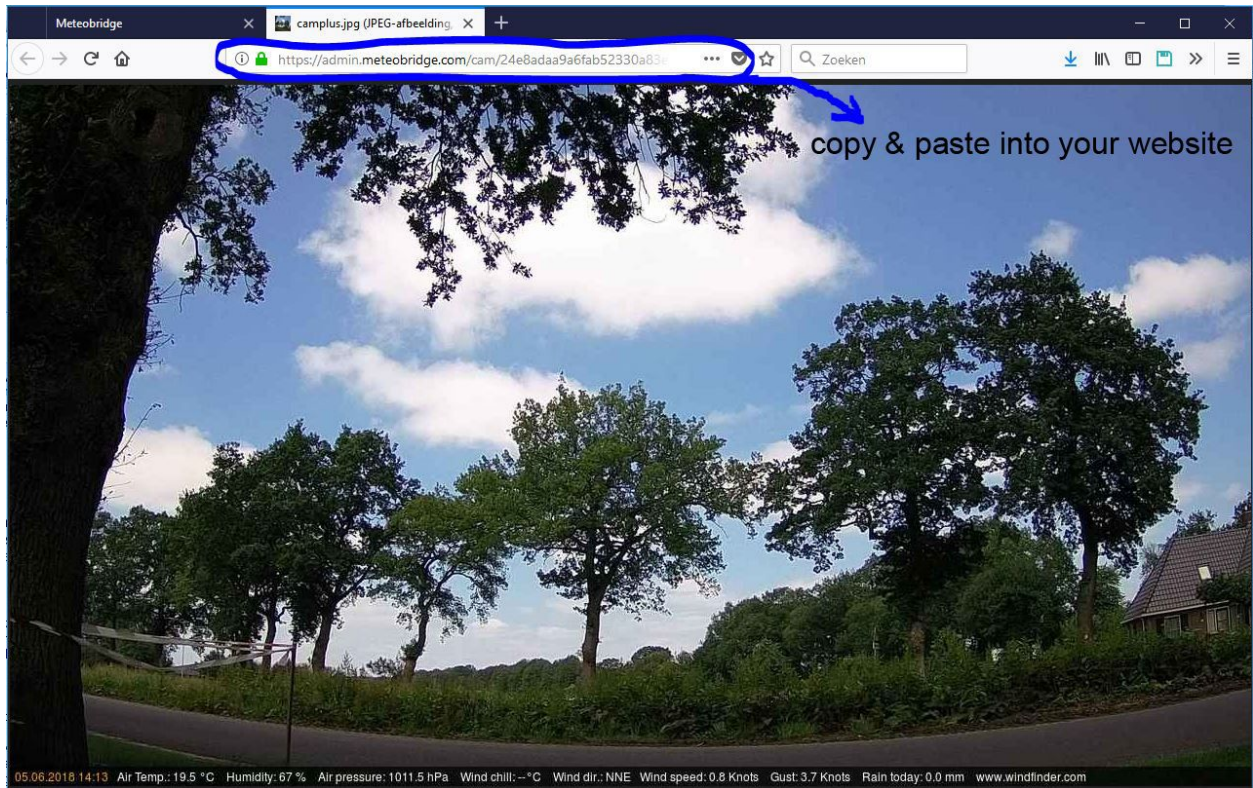 Meteobridge
camplus.jpg (JPEG-afbeelding,
https://admin.meteobridge.com/cam/24e8adaa9a6fab52330a83e
Zoeken
copy & paste into your website
05.06.2018 14:13 Air Temp.: 19.5 °C Humidity: 67 % Air pressure: 1011.5 hPa Wind chill: --°C Wind dir.: NNE Wind speed: 0.8 Knots Gust: 3.7 Knots Rain today: 0.0 mm www.windfinder.com